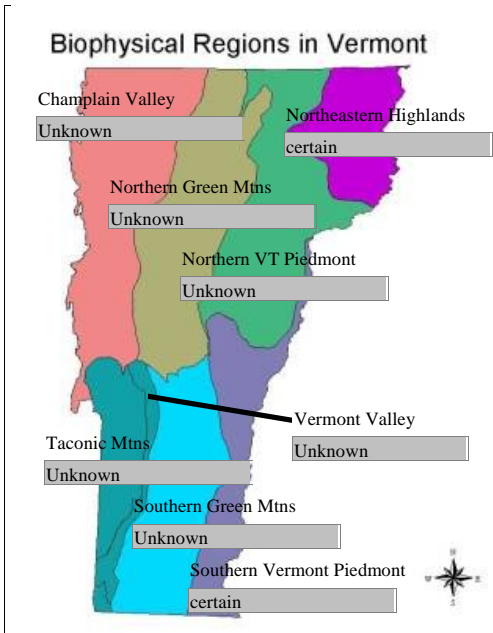 Biophysical Regions in Vermont
Champlain Valley
Unknown
Northeastern Highlands
certain
Northern Green Mtns
Unknown
Northern VT Piedmont
Unknown
Vermont Valley
Unknown
Taconic Mtns
Unknown
Southern Green Mtns
Unknown
Southern Vermont Piedmont
certain
N
W E
S